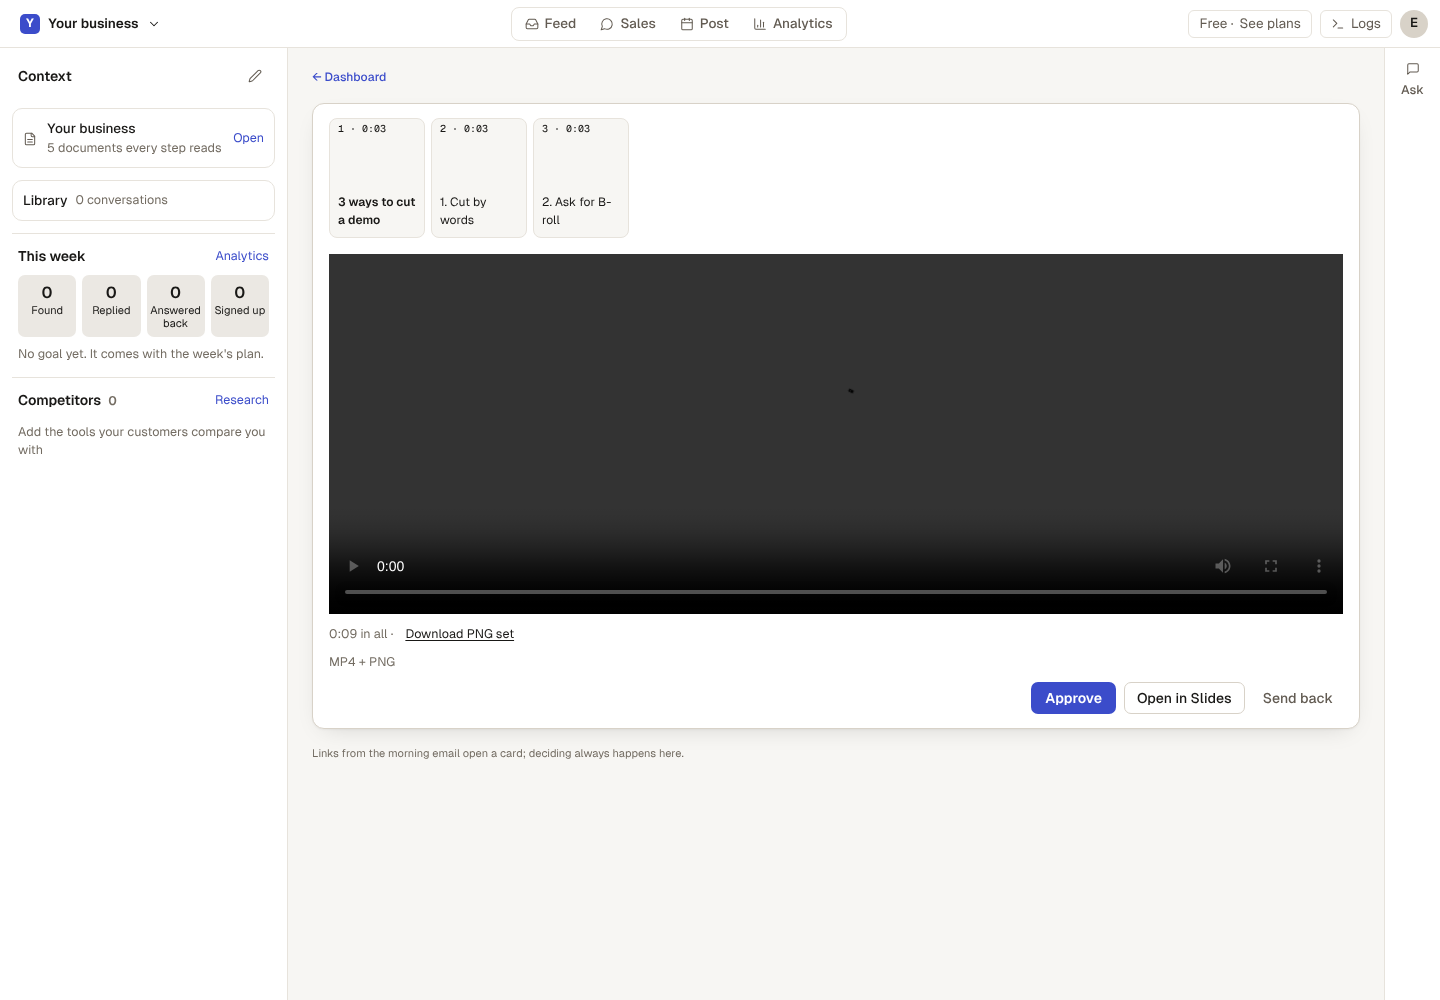 Y Your business
Feed
Sales
Post
Analytics
Free · See plans
Logs
E
Context
Your business
5 documents every step reads
Open
Library 0 conversations
This week
Analytics
0
Found
0
Replied
0
Answered
back
0
Signed up
No goal yet. It comes with the week's plan.
Competitors 0
Research
Add the tools your customers compare you
with
← Dashboard
1 · 0:03
3 ways to cut
a demo
2 · 0:03
1. Cut by
words
3 · 0:03
2. Ask for B-
roll
0:00
0:09 in all · Download PNG set
MP4 + PNG
Approve
Open in Slides
Send back
Links from the morning email open a card; deciding always happens here.
Ask